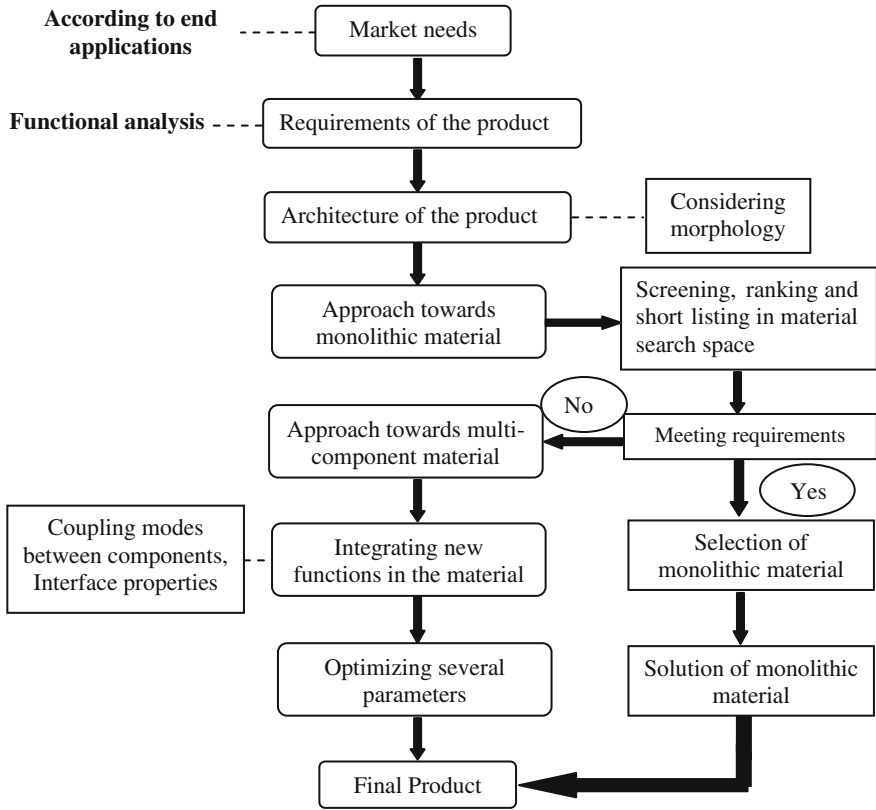 According to end
applications
Market needs
Functional analysis
Requirements of the product
Architecture of the product
Considering
morphology
Approach towards
monolithic material
Screening, ranking and
short listing in material
search space
No
Approach towards multi-
component material
Meeting requirements
Yes
Coupling modes
between components,
Interface properties
Integrating new
functions in the material
Selection of
monolithic material
Optimizing several
parameters
Solution of monolithic
material
Final Product